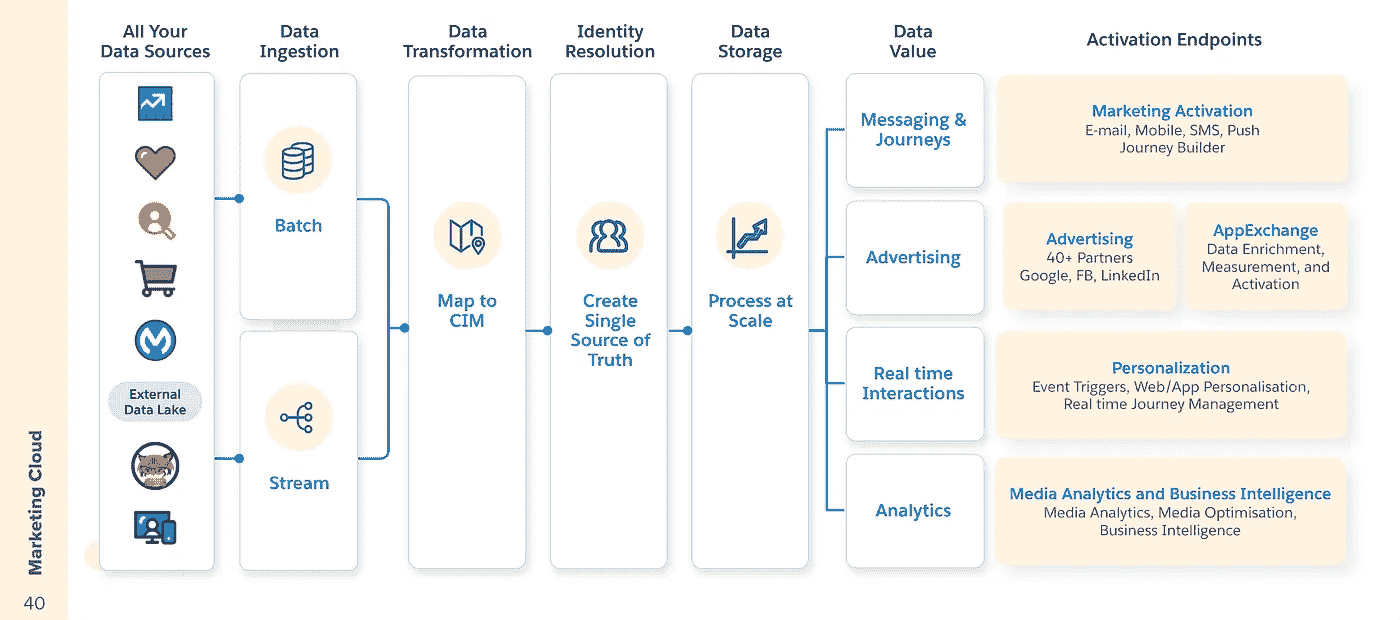 All Your
Data Sources
Data
Ingestion
Data
Transformation
Identity
Resolution
Data
Storage
Data
Value
Activation Endpoints
External
Data Lake
Batch
Stream
Map to
CIM
Create
Single
Source of
Truth
Process at
Scale
Messaging &
Journeys
Advertising
Real time
Interactions
Analytics
Marketing Activation
E-mail, Mobile, SMS, Push
Journey Builder
Advertising
40+ Partners
Google, FB, LinkedIn
AppExchange
Data Enrichment,
Measurement, and
Activation
Personalization
Event Triggers, Web/App Personalisation,
Real time Journey Management
Media Analytics and Business Intelligence
Media Analytics, Media Optimisation,
Business Intelligence
Marketing Cloud
40